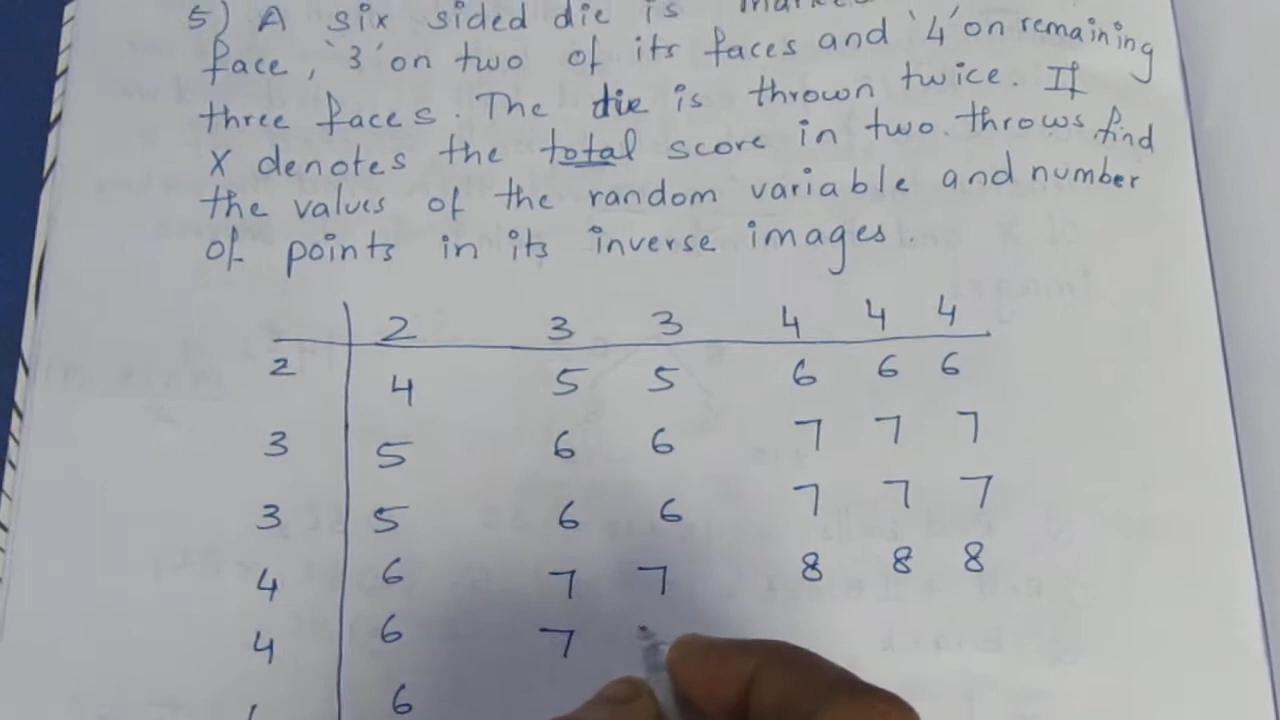 5) A six sided die is
face, '3' on two of its faces and '4' on remaining
three faces. The die is thrown twice. If
X denotes the total score in two throws find
the values of the random variable and number
of points in its inverse images.
2 3 3 4 4 4
2 4 5 5 6 6 6
3 5 6 6 7 7 7
3 5 6 6 7 7 7
4 6 7 7 8 8 8
4 6 7
6